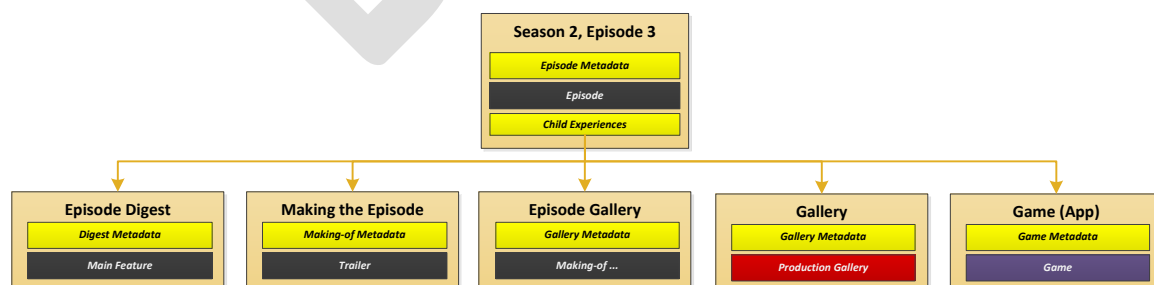 Season 2, Episode 3
Episode Metadata
Episode
Child Experiences
Episode Digest
Digest Metadata
Main Feature
Making the Episode
Making-of Metadata
Trailer
Episode Gallery
Gallery Metadata
Making-of ...
Gallery
Gallery Metadata
Production Gallery
Game (App)
Game Metadata
Game